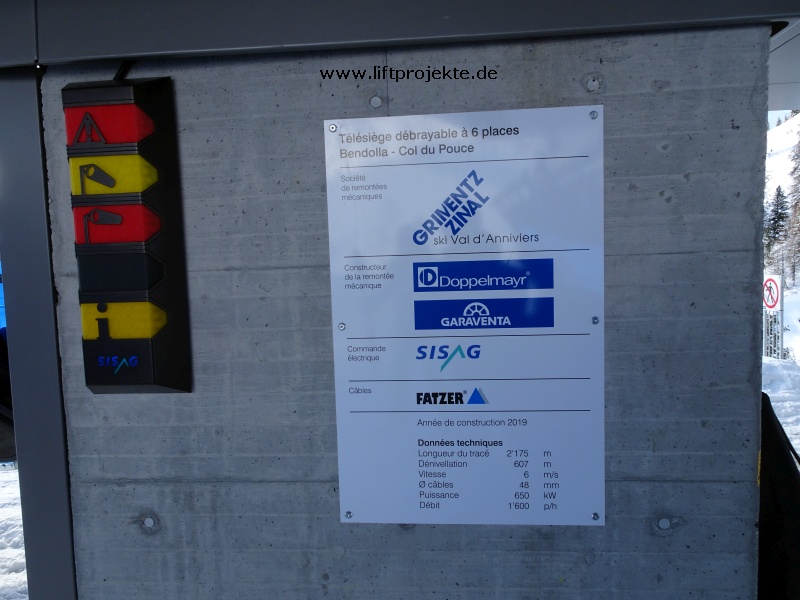 www.liftprojekte.de
Télésiège débrayable à 6 places
Bendolla - Col du Pouce
Société
de remontées
mécaniques
GRIMENTZ
ZINAL
ski Val d'Anniviers
Constructeur
de la remontée
mécanique
Doppelmayr
GARAVENTA
Commande
électrique
SISAG
Câbles
FATZER
Année de construction 2019
Données techniques
Longueur du tracé 2'175 m
Dénivellation 607 m
Vitesse 6 m/s
Ø câbles 48 mm
Puissance 650 kW
Débit 1'600 p/h
i
SISAG